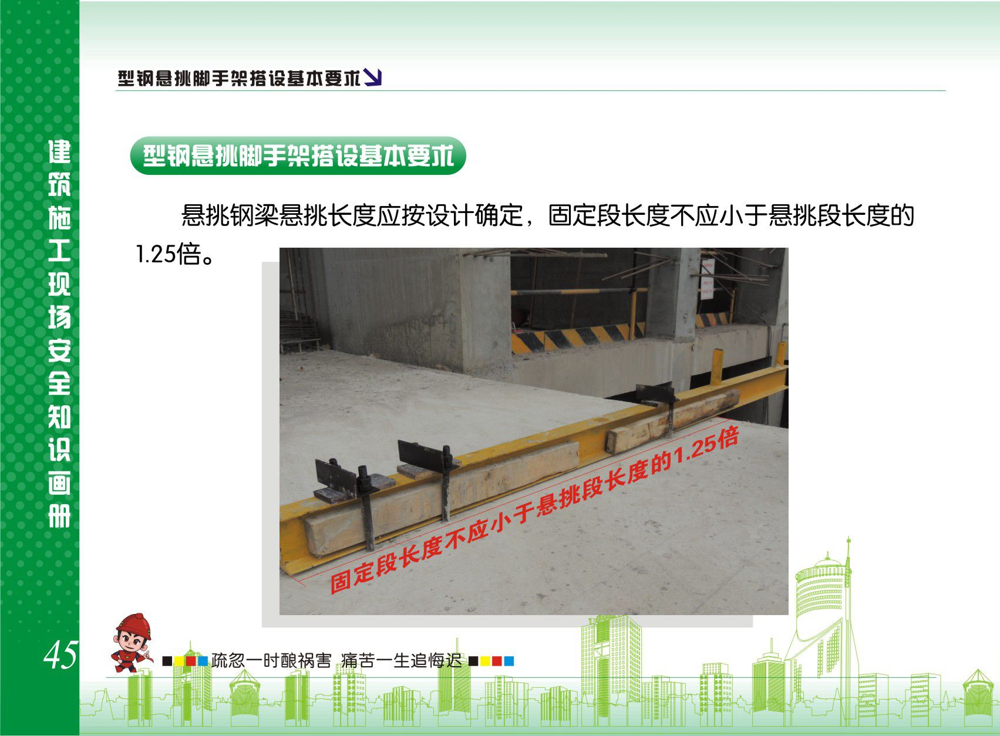 型钢悬挑脚手架搭设基本要求
建筑施工现场安全知识画册
型钢悬挑脚手架搭设基本要求
悬挑钢梁悬挑长度应按设计确定，固定段长度不应小于悬挑段长度的
1.25倍。
固定段长度不应小于悬挑段长度的1.25倍
45
疏忽一时酿祸害 痛苦一生追悔迟